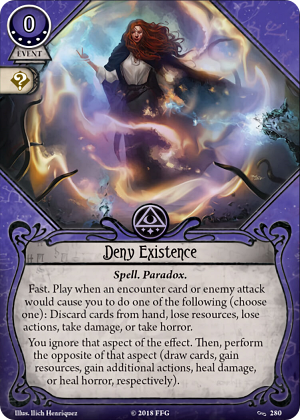 0
EVENT
?
Deny Existence
Spell. Paradox.
Fast. Play when an encounter card or enemy attack
would cause you to do one of the following (choose
one): Discard cards from hand, lose resources, lose
actions, take damage, or take horror.
You ignore that aspect of the effect. Then, perform
the opposite of that aspect (draw cards, gain
resources, gain additional actions, heal damage,
or heal horror, respectively).
Illus. Ilich Henriquez
© 2018 FFG
280